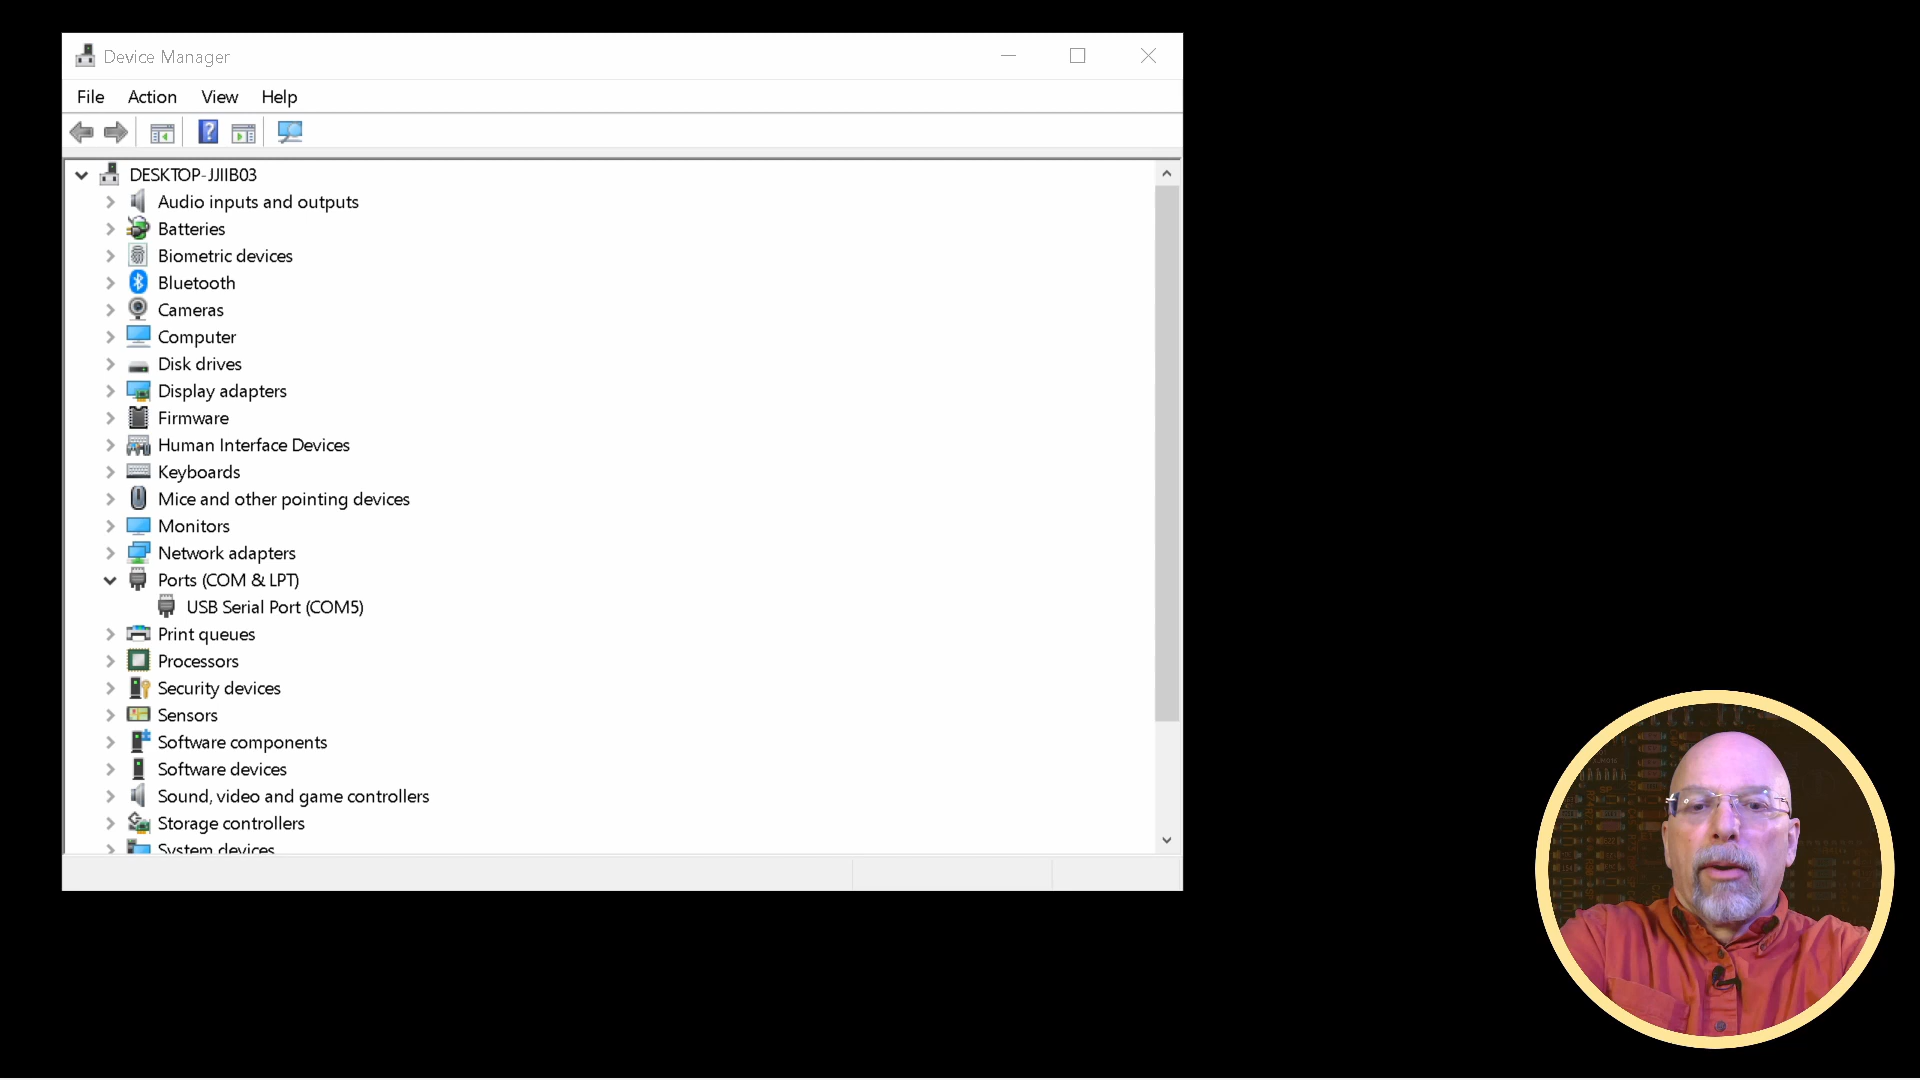 Device Manager
File Action View Help
DESKTOP-JJIIB03
Audio inputs and outputs
Batteries
Biometric devices
Bluetooth
Cameras
Computer
Disk drives
Display adapters
Firmware
Human Interface Devices
Keyboards
Mice and other pointing devices
Monitors
Network adapters
Ports (COM & LPT)
USB Serial Port (COM5)
Print queues
Processors
Security devices
Sensors
Software components
Software devices
Sound, video and game controllers
Storage controllers
System devices